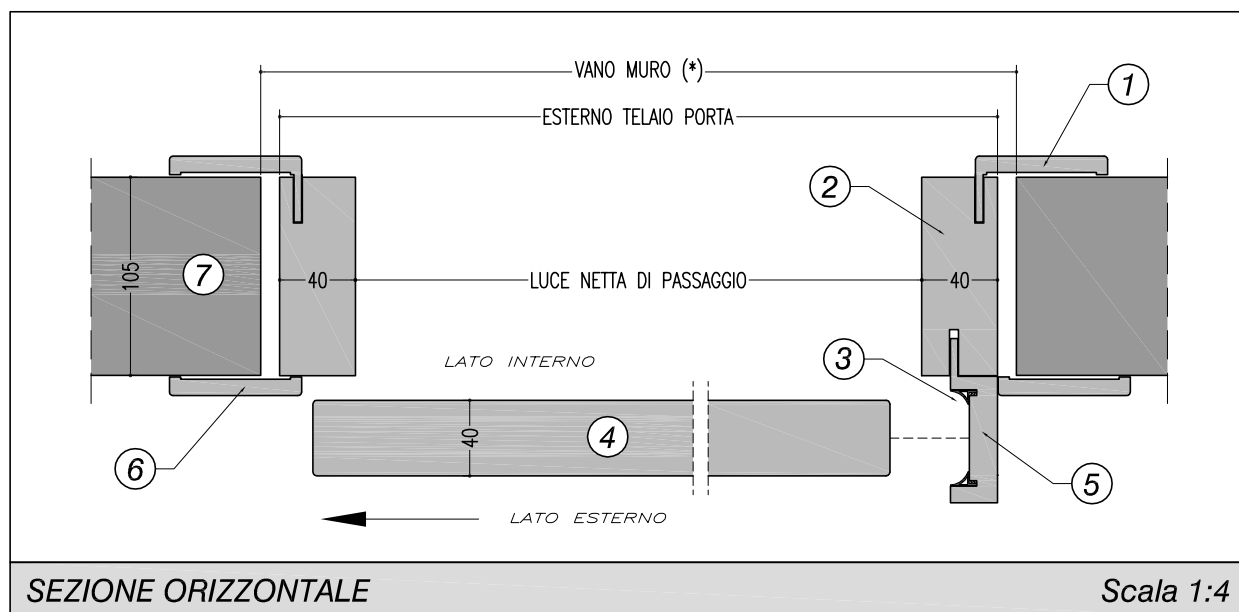 VANO MURO (*)
1
ESTERNO TELAIO PORTA
2
105
7
40
LUCE NETTA DI PASSAGGIO
40
LATO INTERNO
3
40
4
6
5
LATO ESTERNO
SEZIONE ORIZZONTALE
Scala 1:4